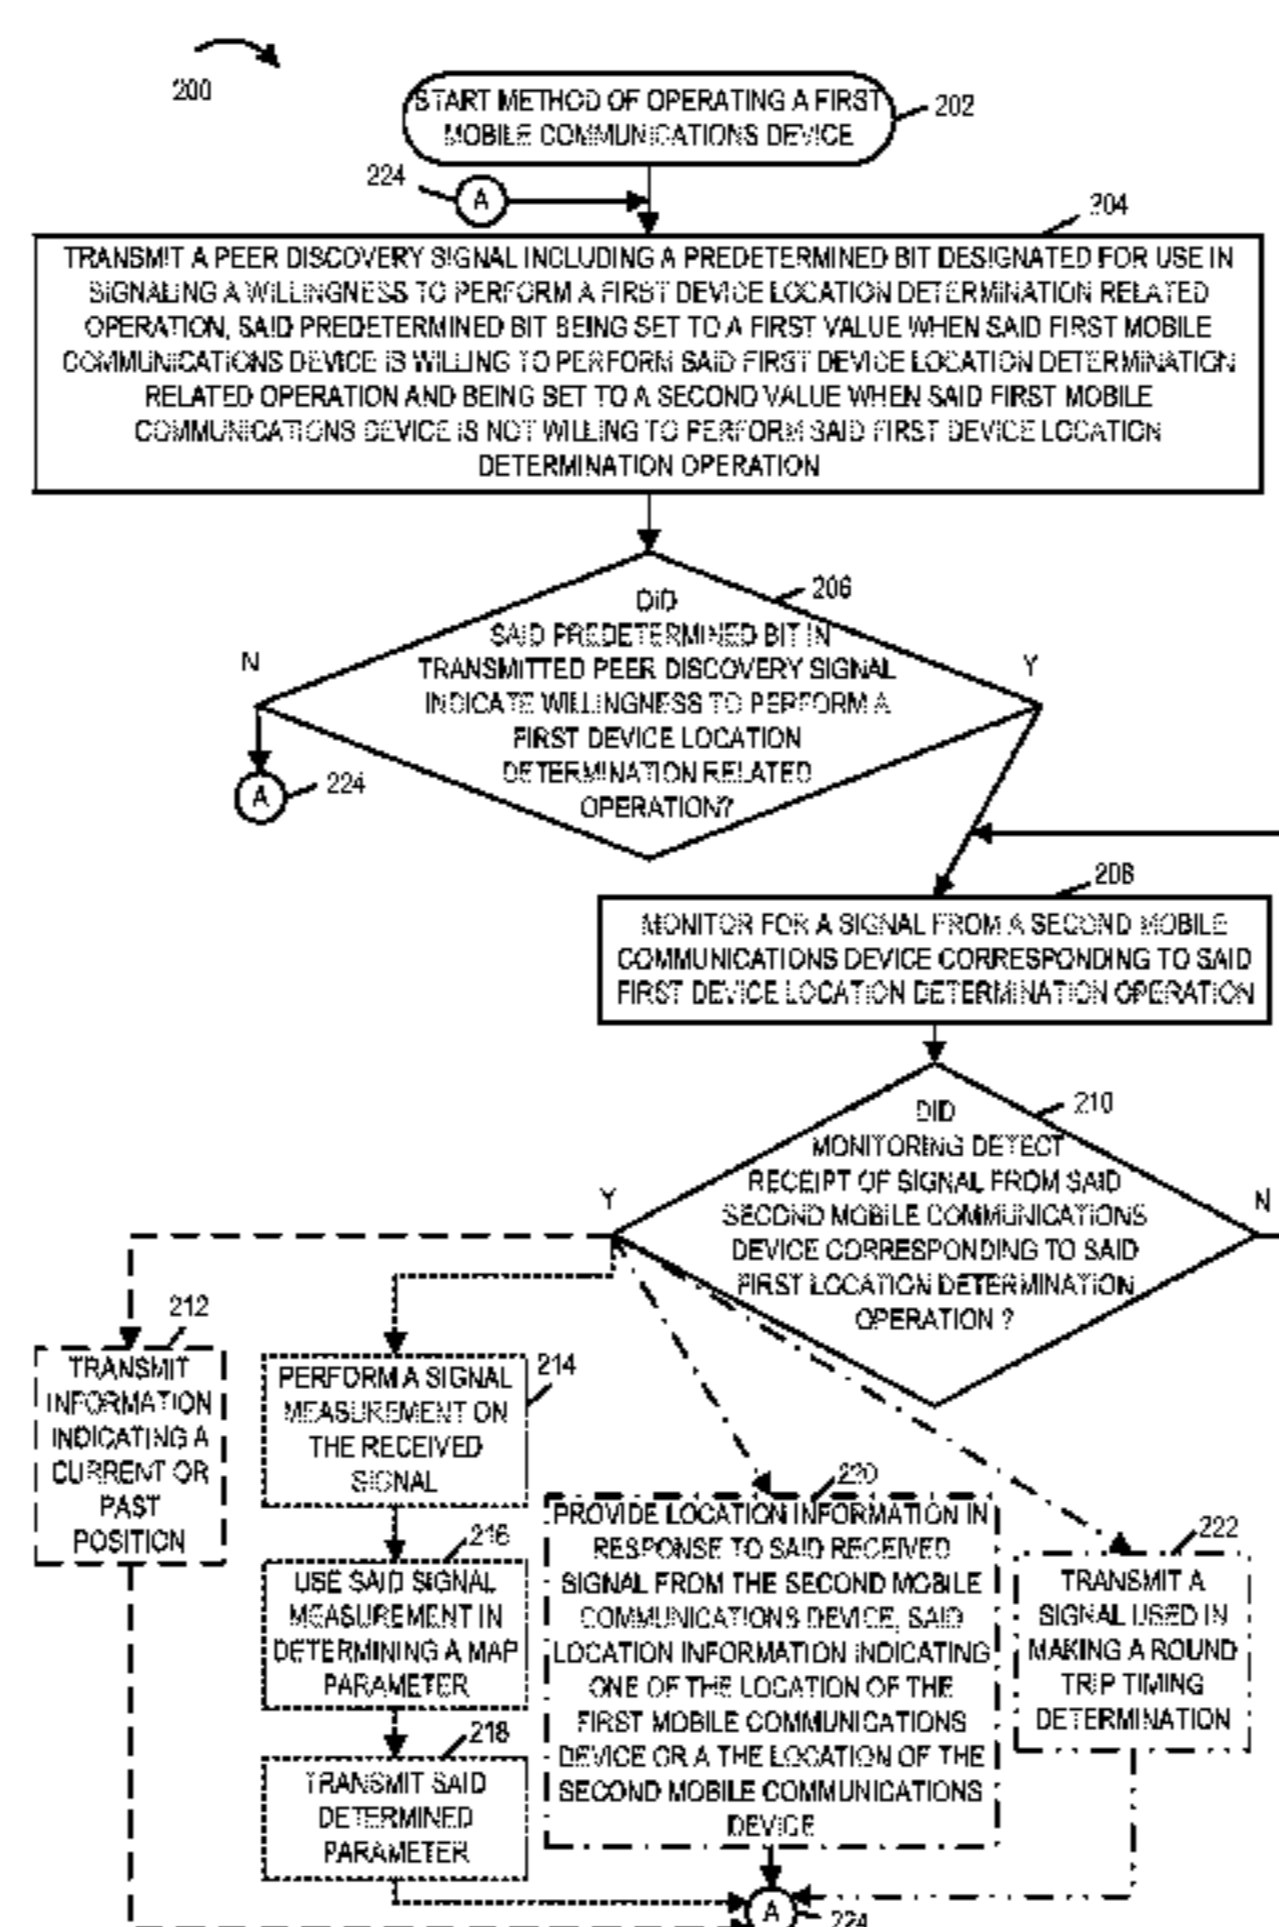 200
START METHOD OF OPERATING A FIRST
MOBILE COMMUNICATIONS DEVICE
202
224
A
204
TRANSMIT A PEER DISCOVERY SIGNAL INCLUDING A PREDETERMINED BIT DESIGNATED FOR USE IN
SIGNALING A WILLINGNESS TO PERFORM A FIRST DEVICE LOCATION DETERMINATION RELATED
OPERATION, SAID PREDETERMINED BIT BEING SET TO A FIRST VALUE WHEN SAID FIRST MOBILE
COMMUNICATIONS DEVICE IS WILLING TO PERFORM SAID FIRST DEVICE LOCATION DETERMINATION
RELATED OPERATION AND BEING SET TO A SECOND VALUE WHEN SAID FIRST MOBILE
COMMUNICATIONS DEVICE IS NOT WILLING TO PERFORM SAID FIRST DEVICE LOCATION
DETERMINATION OPERATION
206
DID
SAID PREDETERMINED BIT IN
TRANSMITTED PEER DISCOVERY SIGNAL
INDICATE WILLINGNESS TO PERFORM A
FIRST DEVICE LOCATION
DETERMINATION RELATED
OPERATION?
N
Y
A
224
208
MONITOR FOR A SIGNAL FROM A SECOND MOBILE
COMMUNICATIONS DEVICE CORRESPONDING TO SAID
FIRST DEVICE LOCATION DETERMINATION OPERATION
210
DID
MONITORING DETECT
RECEIPT OF SIGNAL FROM SAID
SECOND MOBILE COMMUNICATIONS
DEVICE CORRESPONDING TO SAID
FIRST LOCATION DETERMINATION
OPERATION ?
Y
N
212
TRANSMIT
INFORMATION
INDICATING A
CURRENT OR
PAST
POSITION
214
PERFORM A SIGNAL
MEASUREMENT ON
THE RECEIVED
SIGNAL
216
USE SAID SIGNAL
MEASUREMENT IN
DETERMINING A MAP
PARAMETER
218
TRANSMIT SAID
DETERMINED
PARAMETER
220
PROVIDE LOCATION INFORMATION IN
RESPONSE TO SAID RECEIVED
SIGNAL FROM THE SECOND MOBILE
COMMUNICATIONS DEVICE, SAID
LOCATION INFORMATION INDICATING
ONE OF THE LOCATION OF THE
FIRST MOBILE COMMUNICATIONS
DEVICE OR A THE LOCATION OF THE
SECOND MOBILE COMMUNICATIONS
DEVICE
222
TRANSMIT A
SIGNAL USED IN
MAKING A ROUND
TRIP TIMING
DETERMINATION
A
224